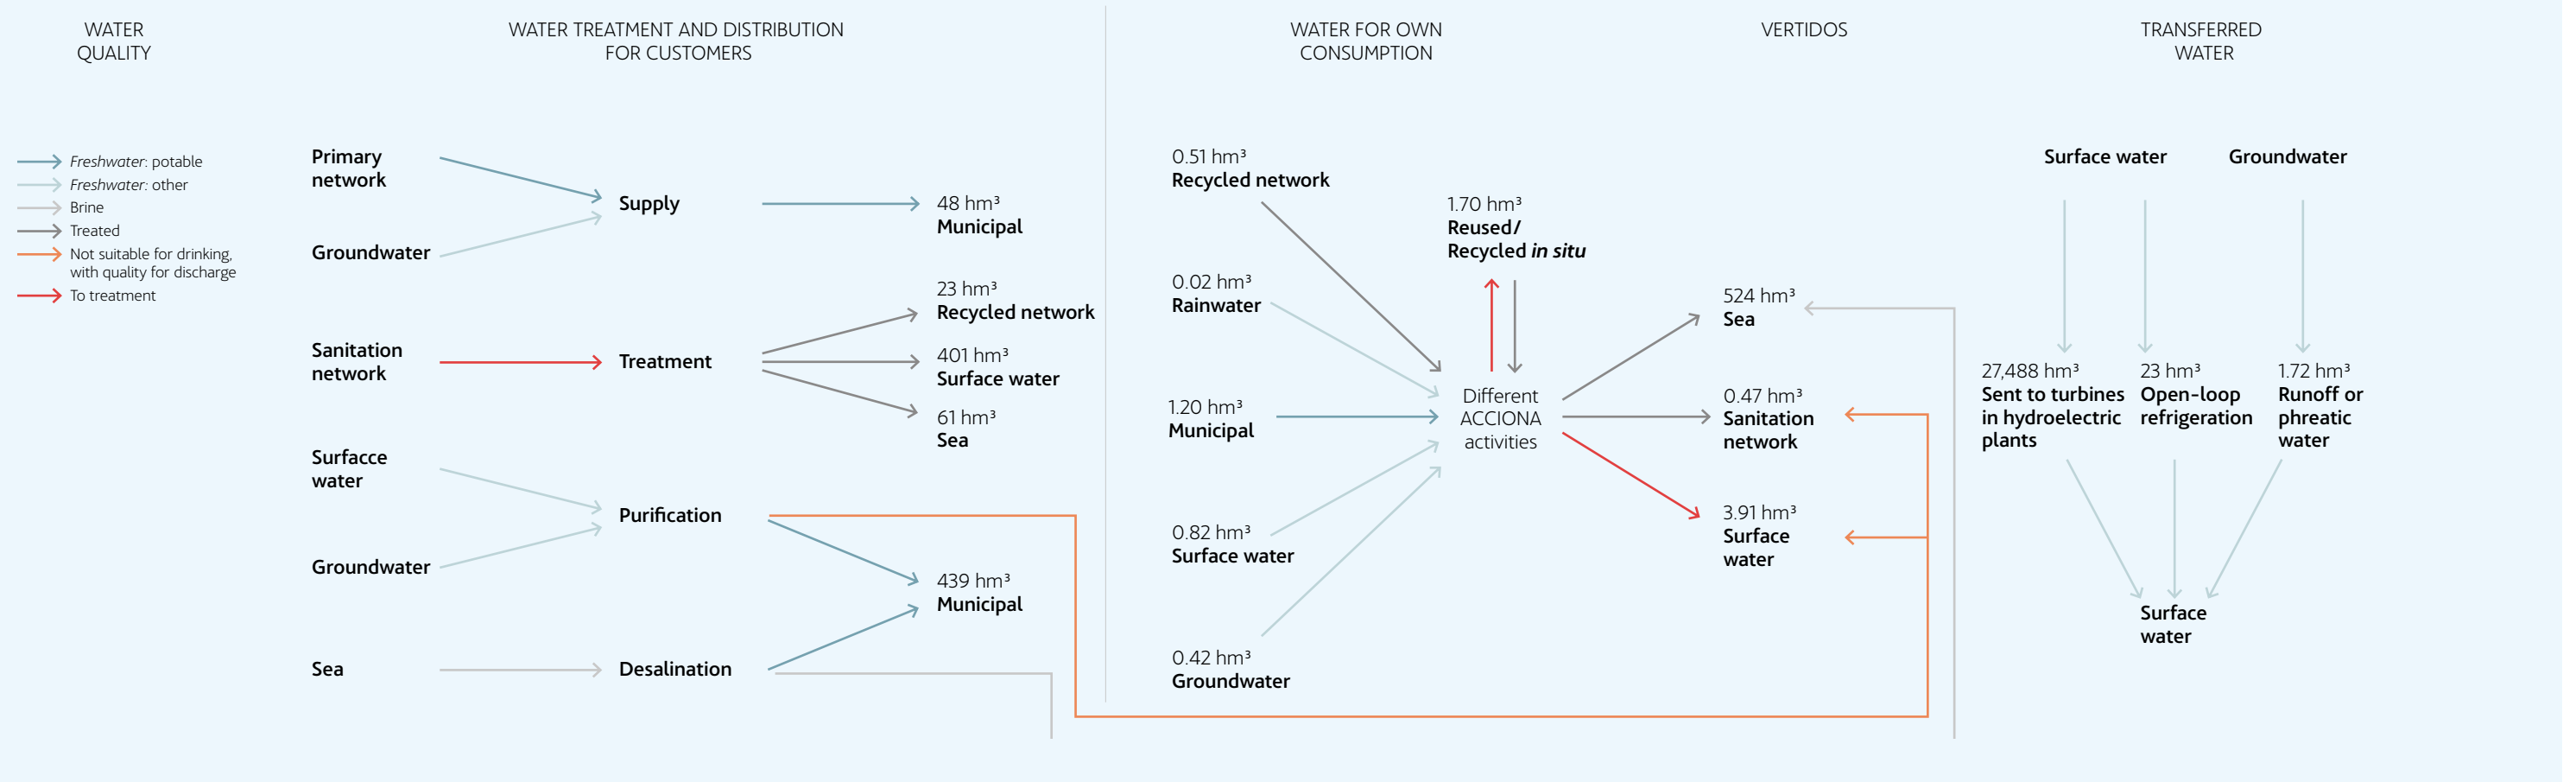 WATER
QUALITY
WATER TREATMENT AND DISTRIBUTION
FOR CUSTOMERS
WATER FOR OWN
CONSUMPTION
VERTIDOS
TRANSFERRED
WATER
Freshwater: potable
Freshwater: other
Brine
Treated
Not suitable for drinking,
with quality for discharge
To treatment
Primary
network
Groundwater
Supply
48 hm³
Municipal
Sanitation
network
Treatment
23 hm³
Recycled network
401 hm³
Surface water
61 hm³
Sea
Surfacce
water
Groundwater
Purification
439 hm³
Municipal
Sea
Desalination
0.51 hm³
Recycled network
0.02 hm³
Rainwater
1.20 hm³
Municipal
0.82 hm³
Surface water
0.42 hm³
Groundwater
1.70 hm³
Reused/
Recycled in situ
Different
ACCIONA
activities
524 hm³
Sea
0.47 hm³
Sanitation
network
3.91 hm³
Surface
water
Surface water
Groundwater
27,488 hm³
Sent to turbines
in hydroelectric
plants
23 hm³
Open-loop
refrigeration
1.72 hm³
Runoff or
phreatic
water
Surface
water